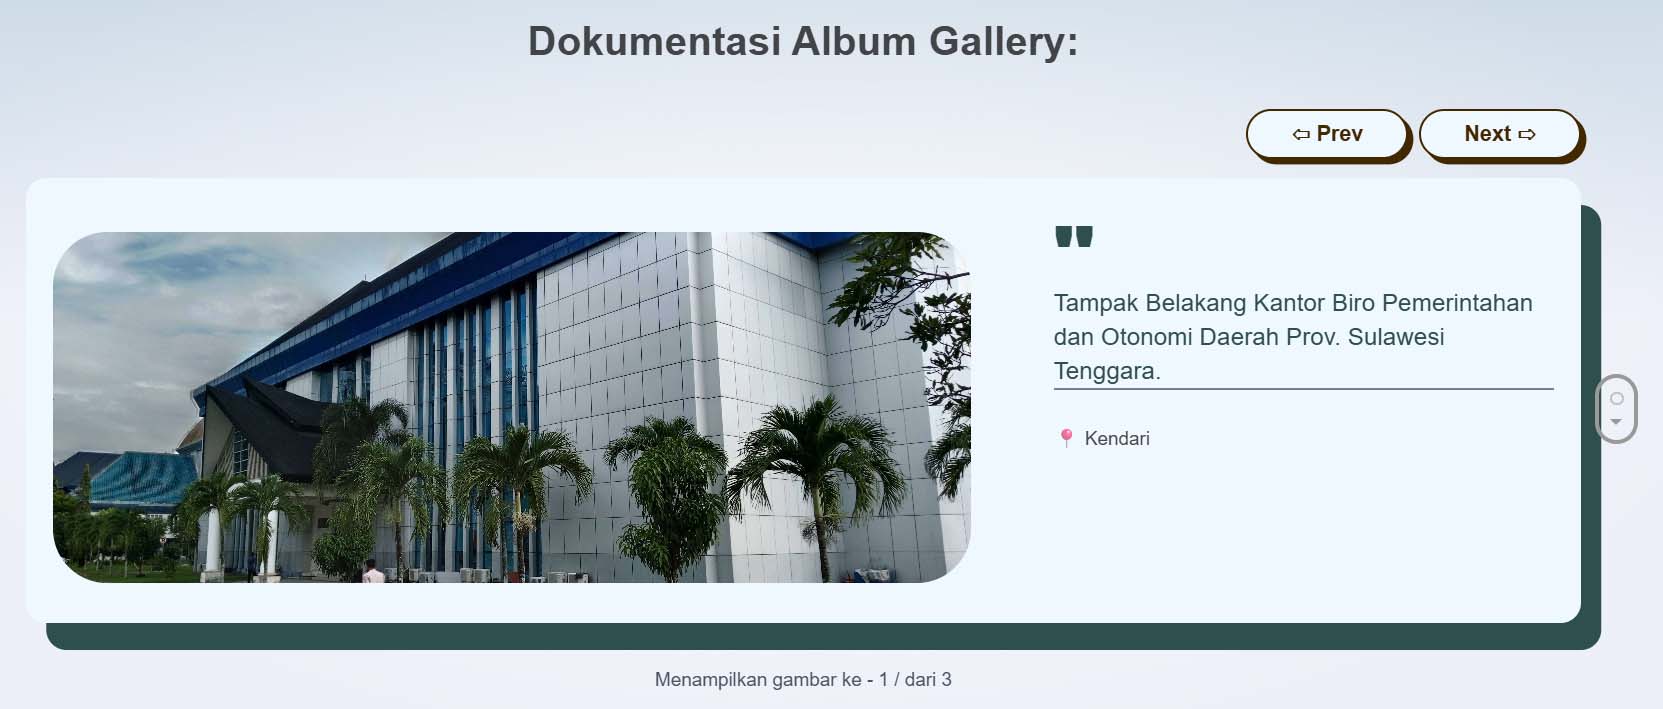 Dokumentasi Album Gallery:
⇦ Prev
Next ⇨
"
Tampak Belakang Kantor Biro Pemerintahan
dan Otonomi Daerah Prov. Sulawesi
Tenggara.
📍 Kendari
Menampilkan gambar ke - 1 / dari 3